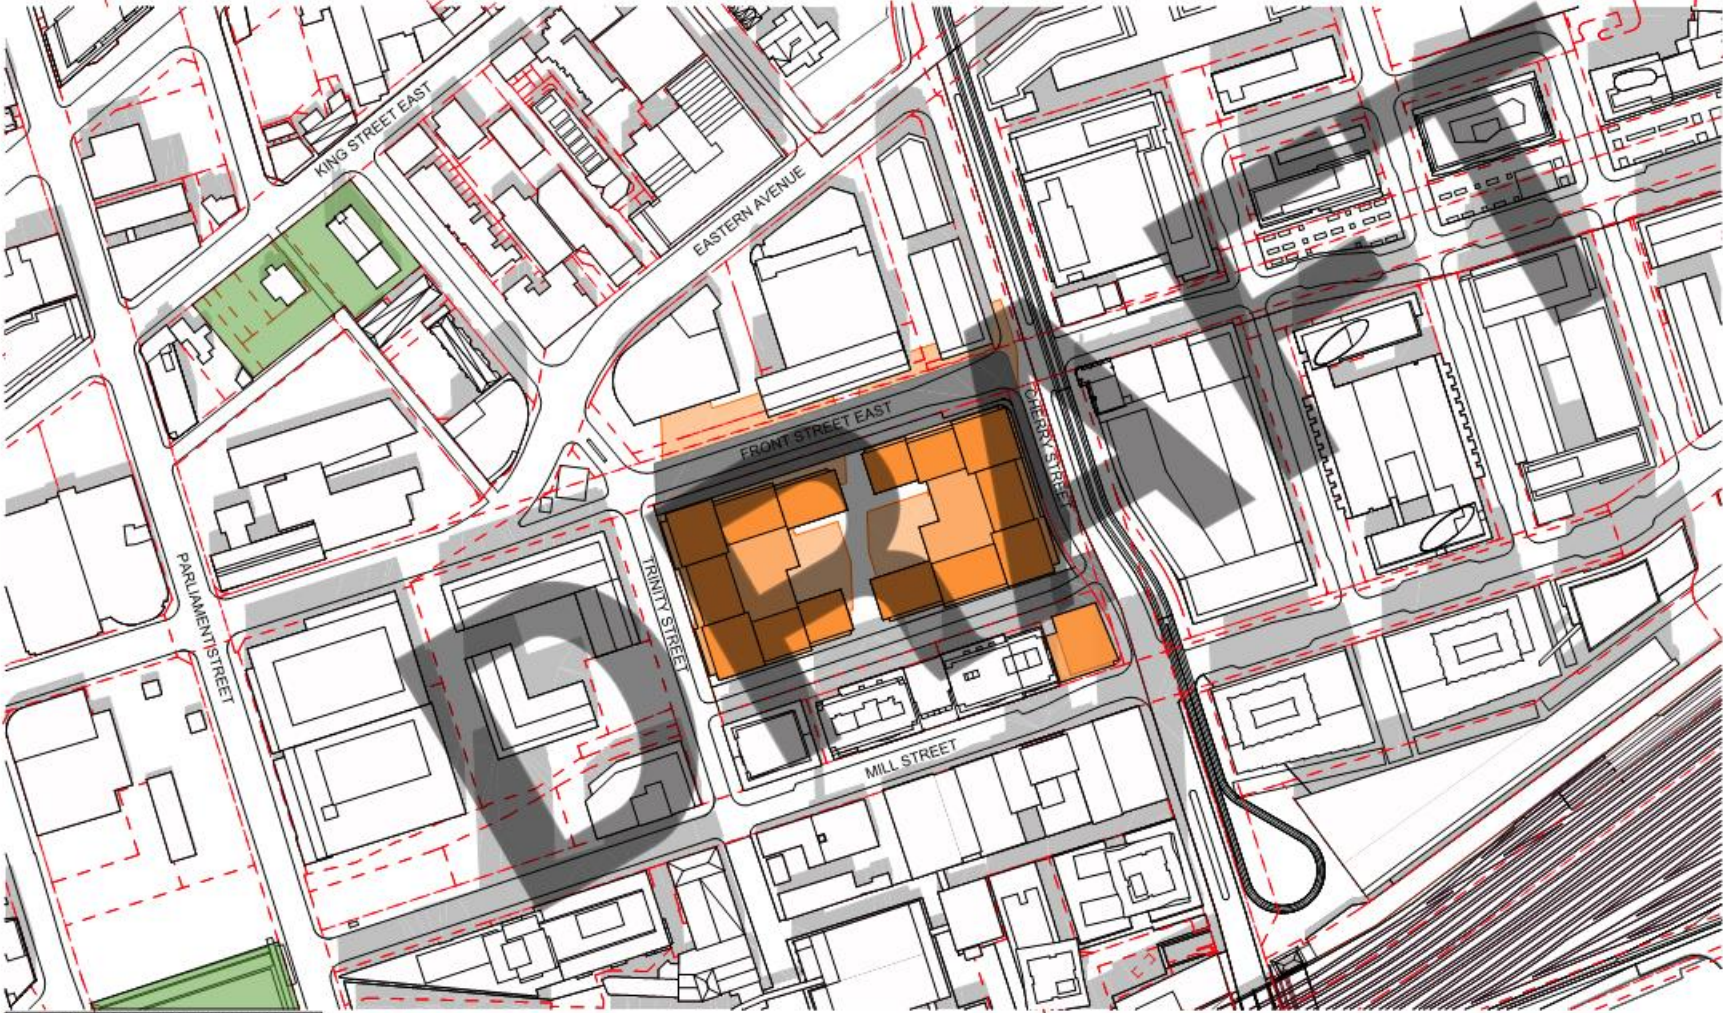 KING STREET EAST
EASTERN AVENUE
FRONT STREET EAST
CHERRY STREET
PARLIAMENT STREET
TRINITY STREET
MILL STREET
DRAFT